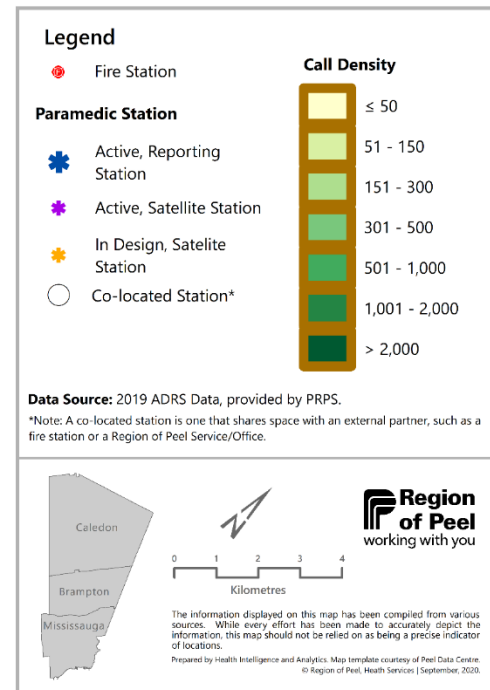 Legend
Fire Station
Paramedic Station
Active, Reporting
Station
Active, Satellite Station
In Design, Satelite
Station
Co-located Station*
Call Density
≤ 50
51 - 150
151 - 300
301 - 500
501 - 1,000
1,001 - 2,000
> 2,000
Data Source: 2019 ADRS Data, provided by PRPS.
*Note: A co-located station is one that shares space with an external partner, such as a
fire station or a Region of Peel Service/Office.
Caledon
Brampton
Mississauga
N
0 1 2 3 4
Kilometres
Region
of Peel
working with you
The information displayed on this map has been compiled from various
sources. While every effort has been made to accurately depict the
information, this map should not be relied on as being a precise indicator
of locations.
Prepared by Health Intelligence and Analytics. Map template courtesy of Peel Data Centre.
© Region of Peel, Heath Services | September, 2020.